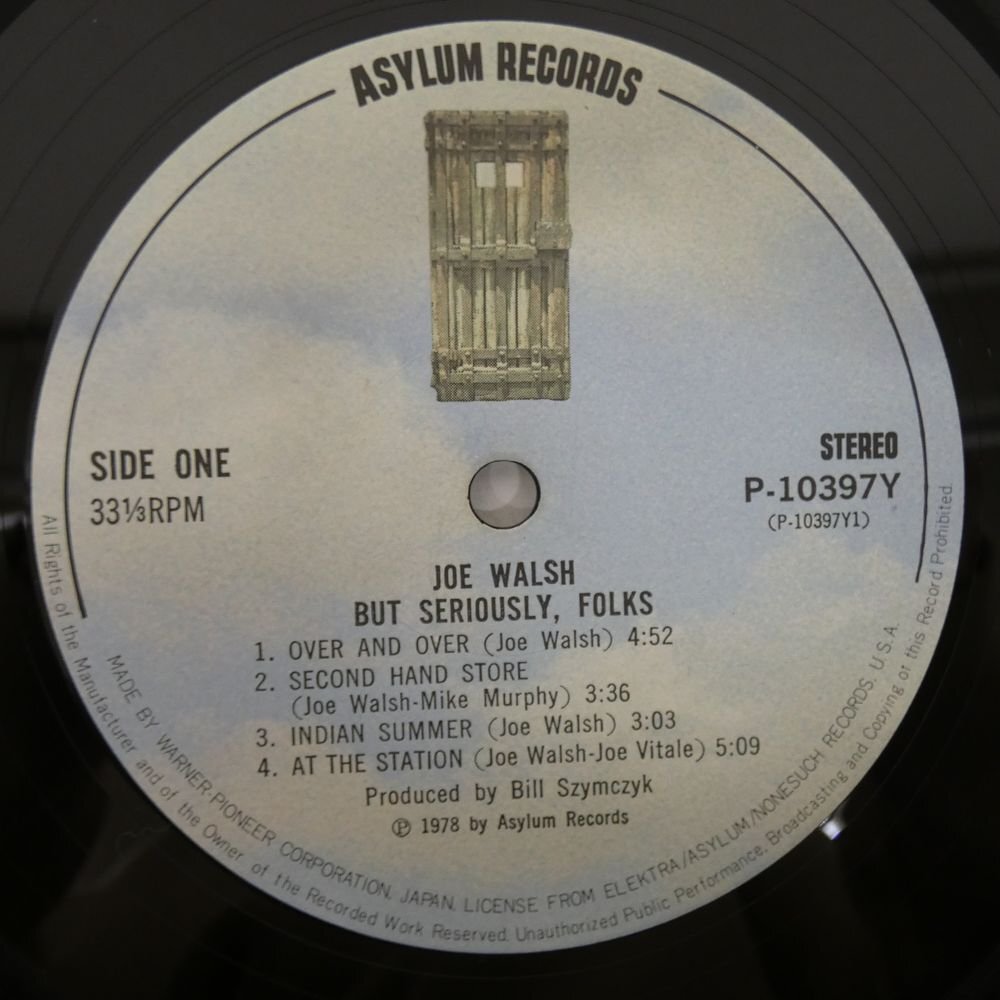 ASYLUM RECORDS
SIDE ONE
33⅓RPM
STEREO
P-10397Y
(P-10397Y1)
JOE WALSH
BUT SERIOUSLY, FOLKS
1. OVER AND OVER (Joe Walsh) 4:52
2. SECOND HAND STORE
(Joe Walsh-Mike Murphy) 3:36
3. INDIAN SUMMER (Joe Walsh) 3:03
4. AT THE STATION (Joe Walsh-Joe Vitale) 5:09
Produced by Bill Szymczyk
Ⓟ 1978 by Asylum Records
MADE BY WARNER-PIONEER CORPORATION, JAPAN. LICENSE FROM ELEKTRA/ASYLUM/NONESUCH RECORDS. U.S.A.
All Rights of the Manufacturer and of the Owner of the Recorded Work Reserved. Unauthorized Public Performance, Broadcasting and Copying of this Record Prohibited.